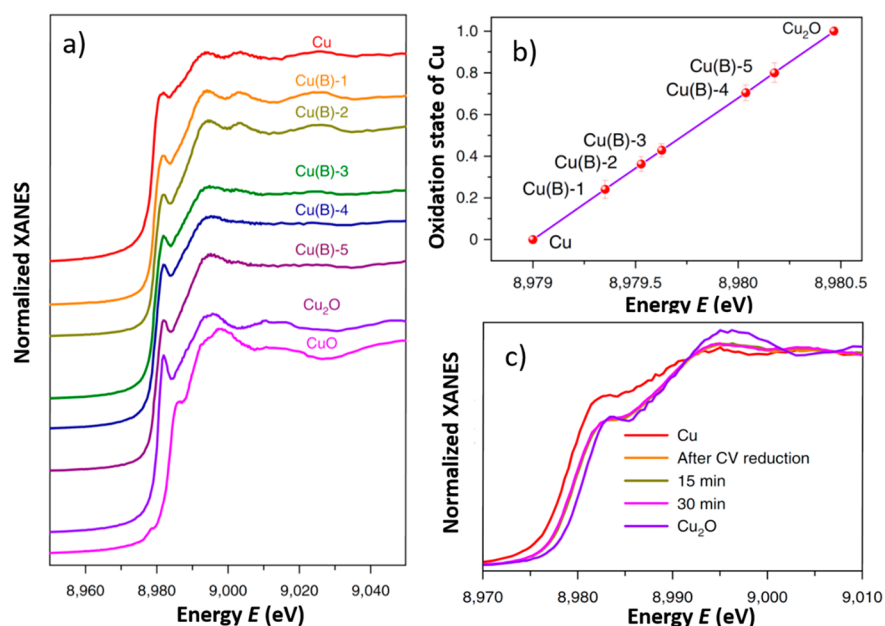 a)
Cu
Cu(B)-1
Cu(B)-2
Cu(B)-3
Cu(B)-4
Cu(B)-5
Cu₂O
CuO
Normalized XANES
8,960 8,980 9,000 9,020 9,040
Energy E (eV)
b)
Cu₂O
Cu(B)-5
Cu(B)-4
Cu(B)-3
Cu(B)-2
Cu(B)-1
Cu
Oxidation state of Cu
1.0
0.8
0.6
0.4
0.2
0
8,979 8,979.5 8,980 8,980.5
Energy E (eV)
c)
Cu
After CV reduction
15 min
30 min
Cu₂O
Normalized XANES
8,970 8,980 8,990 9,000 9,010
Energy E (eV)